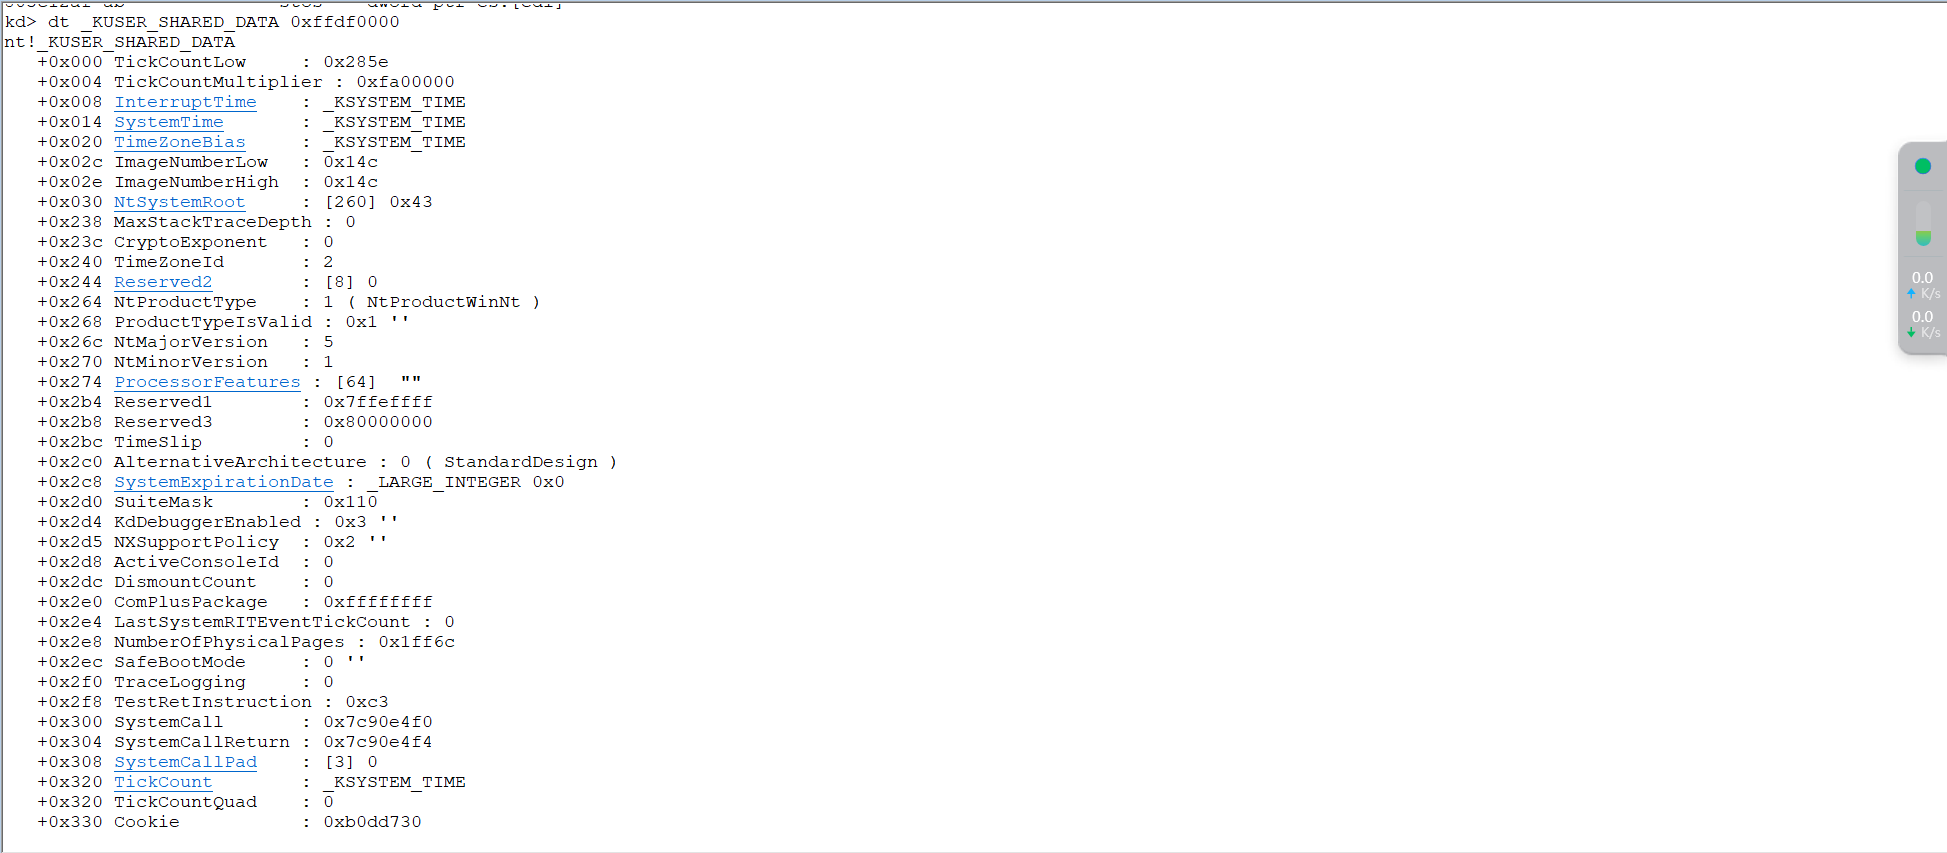 kd> dt _KUSER_SHARED_DATA 0xffdf0000
nt!_KUSER_SHARED_DATA
   +0x000 TickCountLow     : 0x285e
   +0x004 TickCountMultiplier : 0xfa00000
   +0x008 InterruptTime    : _KSYSTEM_TIME
   +0x014 SystemTime       : _KSYSTEM_TIME
   +0x020 TimeZoneBias     : _KSYSTEM_TIME
   +0x02c ImageNumberLow   : 0x14c
   +0x02e ImageNumberHigh  : 0x14c
   +0x030 NtSystemRoot     : [260] 0x43
   +0x238 MaxStackTraceDepth : 0
   +0x23c CryptoExponent   : 0
   +0x240 TimeZoneId       : 2
   +0x244 Reserved2        : [8] 0
   +0x264 NtProductType    : 1 ( NtProductWinNt )
   +0x268 ProductTypeIsValid : 0x1 ''
   +0x26c NtMajorVersion   : 5
   +0x270 NtMinorVersion   : 1
   +0x274 ProcessorFeatures : [64]  ""
   +0x2b4 Reserved1        : 0x7ffeffff
   +0x2b8 Reserved3        : 0x80000000
   +0x2bc TimeSlip         : 0
   +0x2c0 AlternativeArchitecture : 0 ( StandardDesign )
   +0x2c8 SystemExpirationDate : _LARGE_INTEGER 0x0
   +0x2d0 SuiteMask        : 0x110
   +0x2d4 KdDebuggerEnabled : 0x3 ''
   +0x2d5 NXSupportPolicy  : 0x2 ''
   +0x2d8 ActiveConsoleId  : 0
   +0x2dc DismountCount    : 0
   +0x2e0 ComPlusPackage   : 0xffffffff
   +0x2e4 LastSystemRITEventTickCount : 0
   +0x2e8 NumberOfPhysicalPages : 0x1ff6c
   +0x2ec SafeBootMode     : 0 ''
   +0x2f0 TraceLogging     : 0
   +0x2f8 TestRetInstruction : 0xc3
   +0x300 SystemCall       : 0x7c90e4f0
   +0x304 SystemCallReturn : 0x7c90e4f4
   +0x308 SystemCallPad    : [3] 0
   +0x320 TickCount        : _KSYSTEM_TIME
   +0x320 TickCountQuad    : 0
   +0x330 Cookie           : 0xb0dd730
0.0
K/s
0.0
K/s